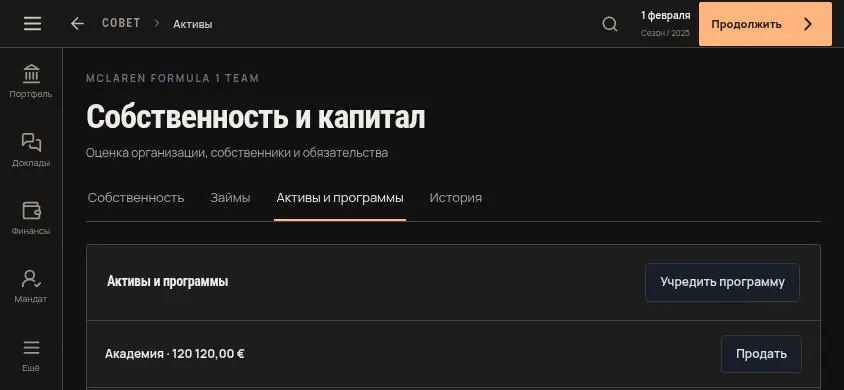 СОВЕТ
Активы
1 февраля
Сезон / 2025
Продолжить
Портфель
Доклады
Финансы
Мандат
Ещё
MCLAREN FORMULA 1 TEAM
Собственность и капитал
Оценка организации, собственники и обязательства
Собственность Займы Активы и программы История
Активы и программы
Учредить программу
Академия · 120 120,00 €
Продать